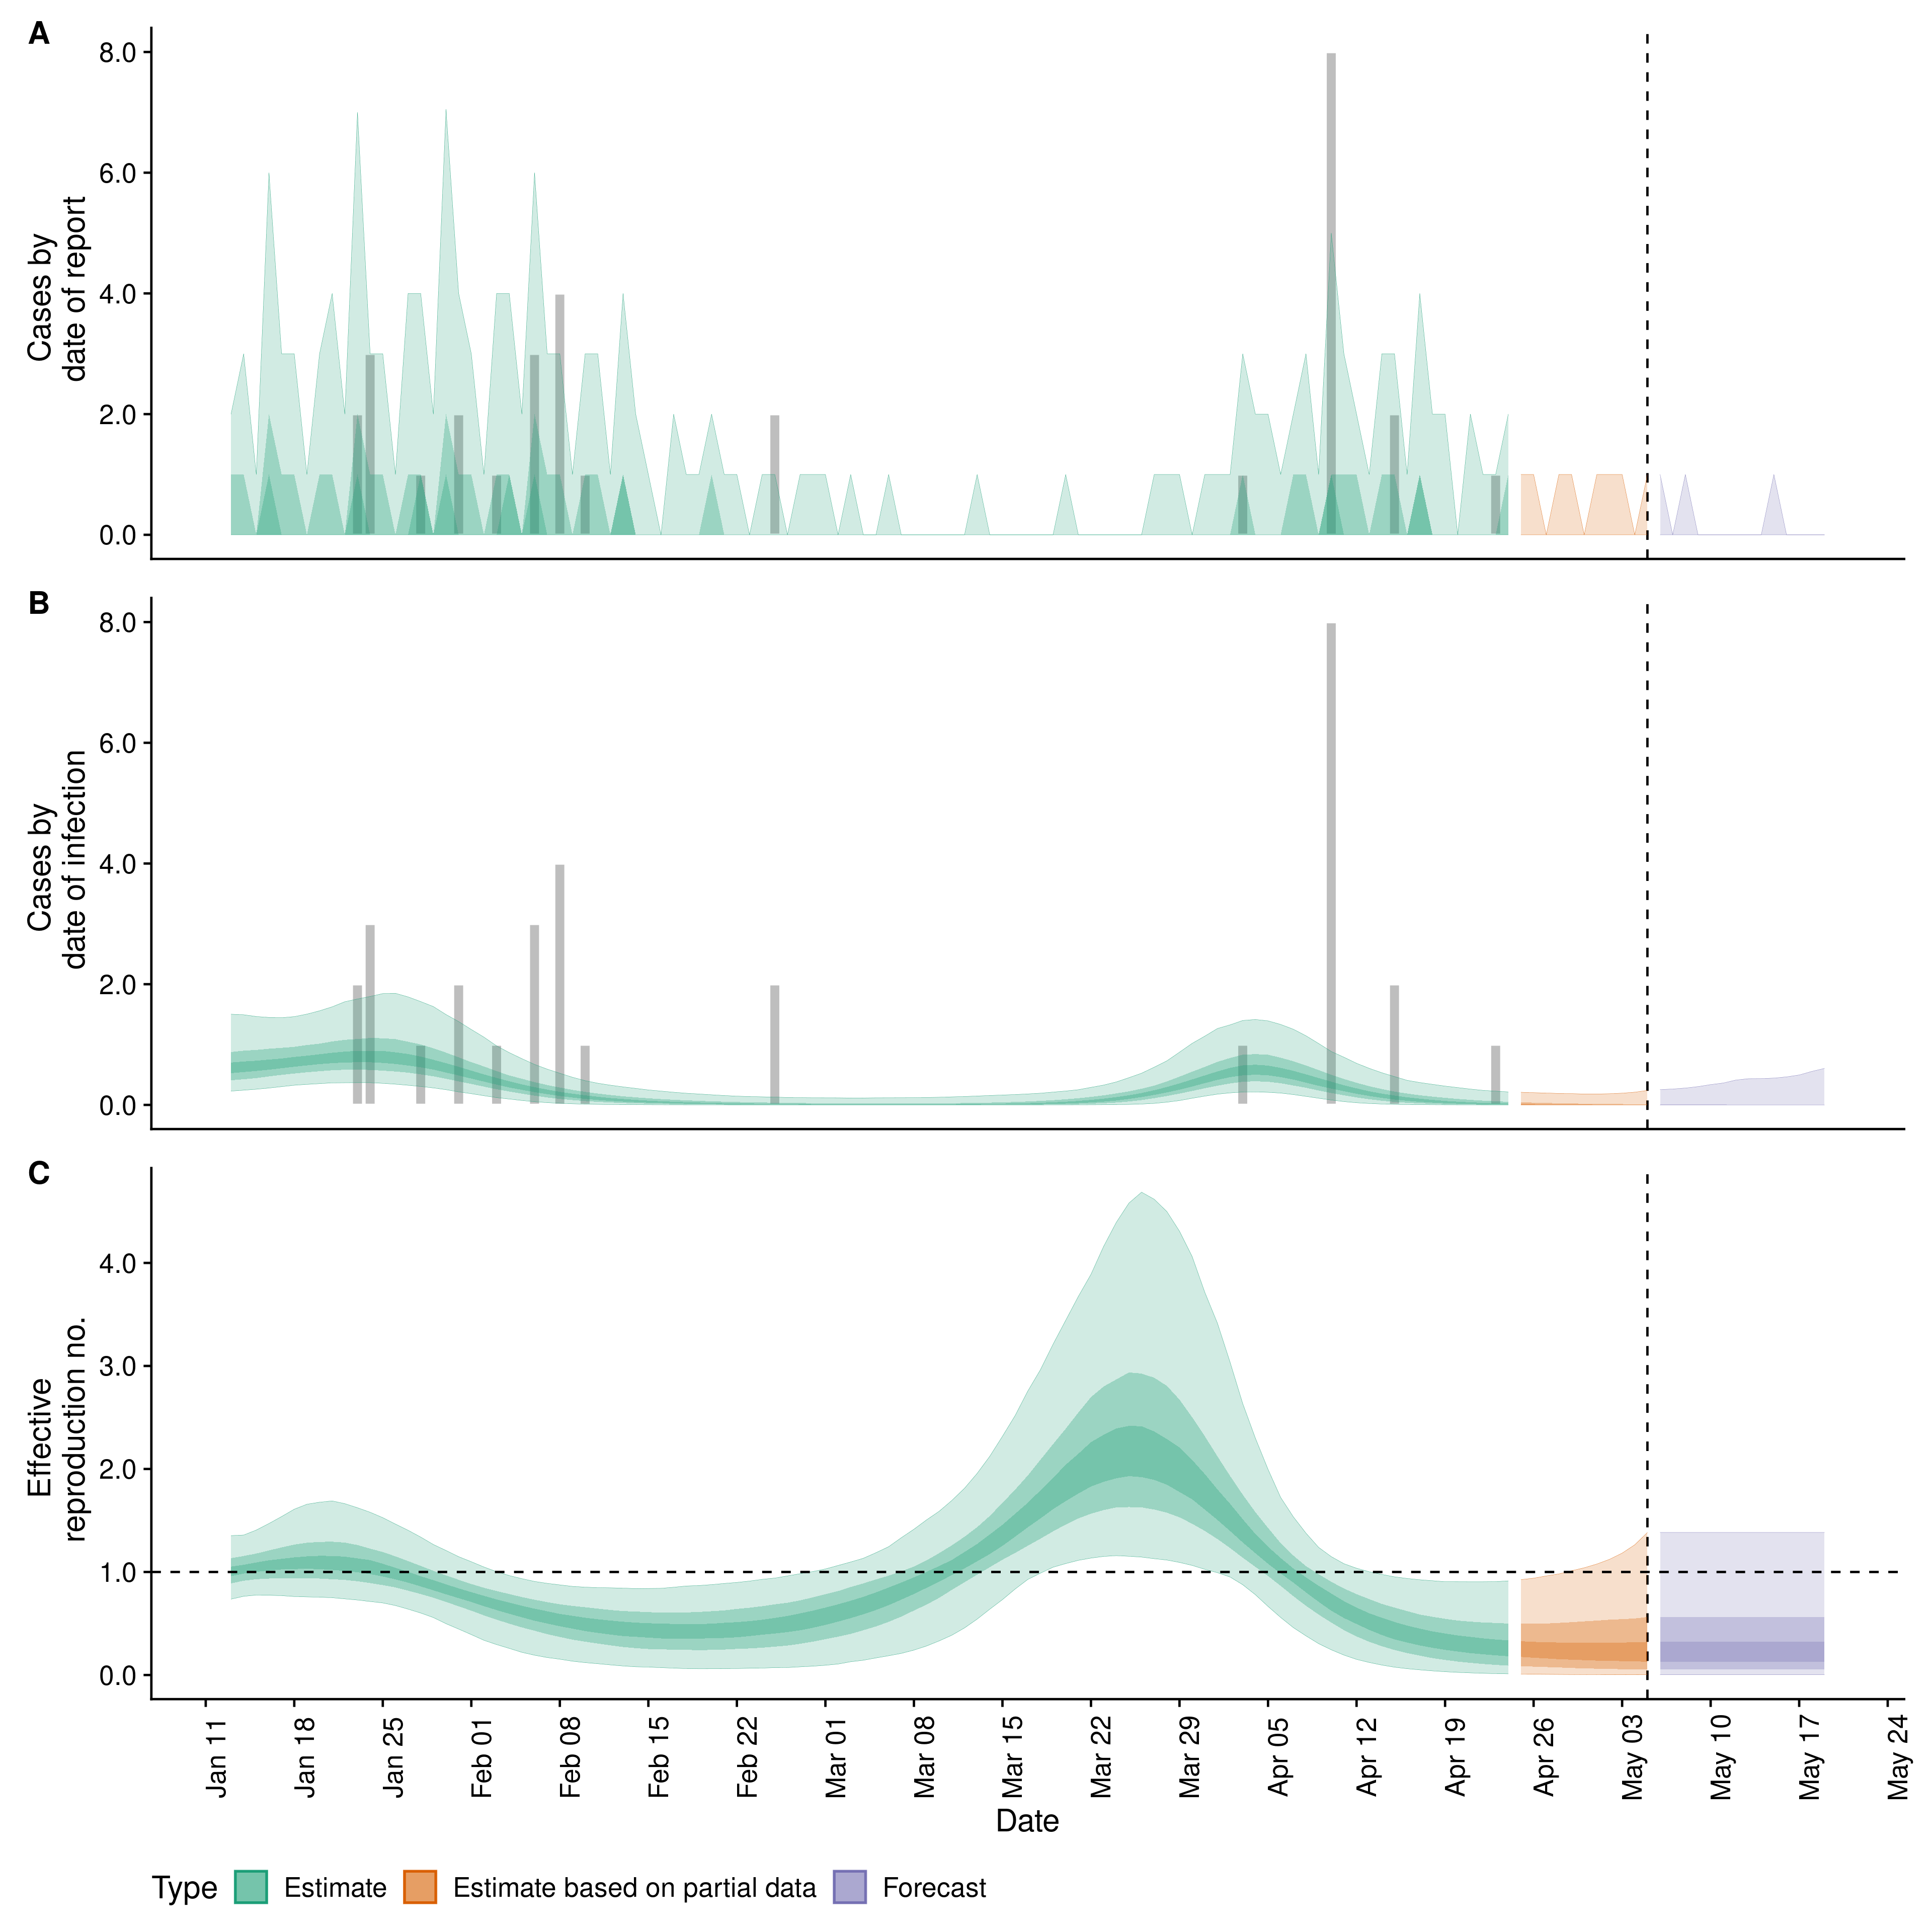 A
8.0
6.0
4.0
2.0
0.0
Cases by
date of report
B
8.0
6.0
4.0
2.0
0.0
Cases by
date of infection
C
4.0
3.0
2.0
1.0
0.0
Effective
reproduction no.
Jan 11
Jan 18
Jan 25
Feb 01
Feb 08
Feb 15
Feb 22
Mar 01
Mar 08
Mar 15
Mar 22
Mar 29
Apr 05
Apr 12
Apr 19
Apr 26
May 03
May 10
May 17
May 24
Date
Type Estimate Estimate based on partial data Forecast